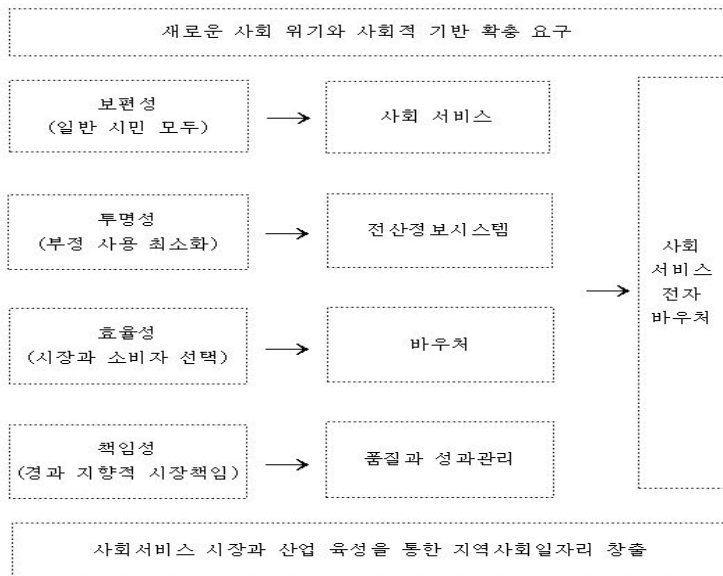 새로운 사회 위기와 사회적 기반 확충 요구
보편성
(일반 시민 모두)
사회 서비스
투명성
(부정 사용 최소화)
전산정보시스템
효율성
(시장과 소비자 선택)
바우처
책임성
(경과 지향적 시장책임)
품질과 성과관리
사회
서비스
전자
바우처
사회서비스 시장과 산업 육성을 통한 지역사회일자리 창출